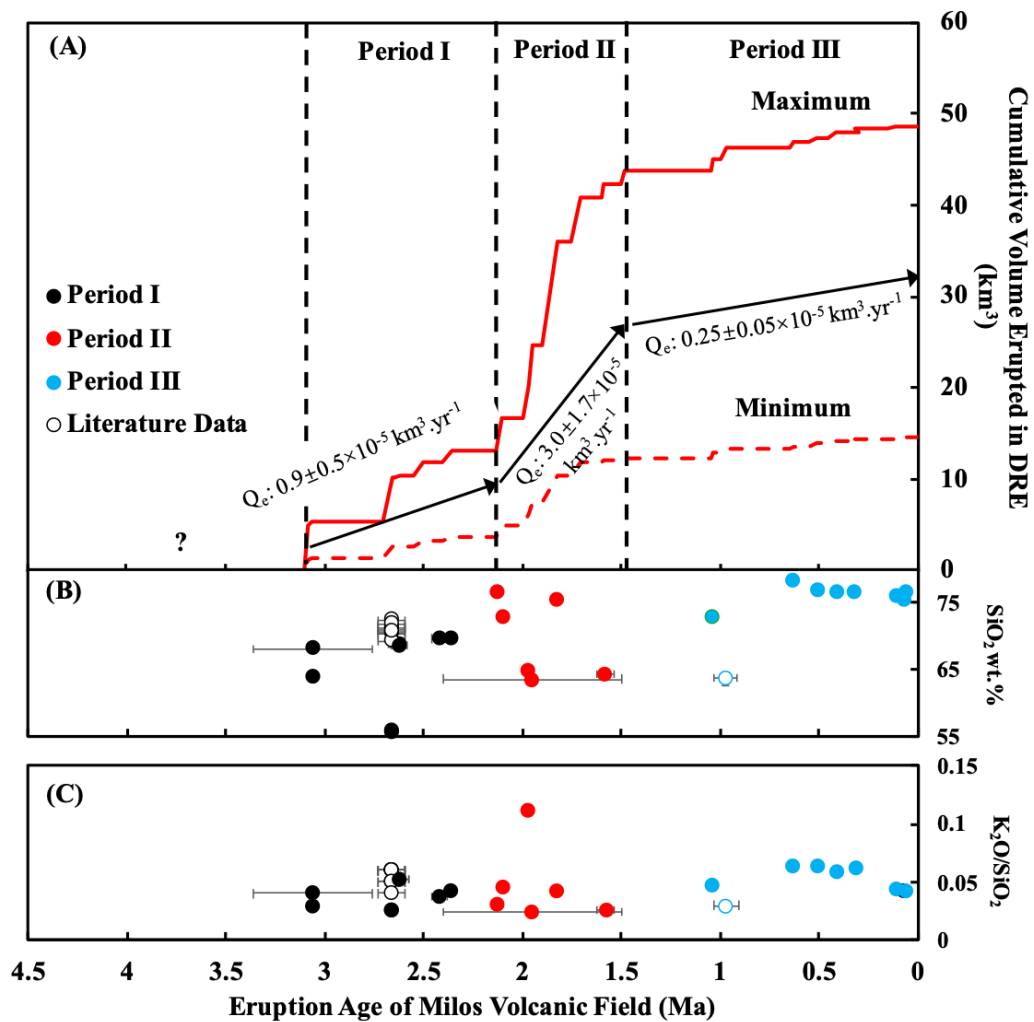 (A)
Period I
Period II
Period III
Maximum
60
50
40
30
20
10
0
Cumulative Volume Erupted in DRE
(km³)
Period I
Period II
Period III
Literature Data
Qₑ: 0.9±0.5×10⁻⁵ km³.yr⁻¹
Qₑ: 3.0±1.7×10⁻⁵
km³.yr⁻¹
Qₑ: 0.25±0.05×10⁻⁵ km³.yr⁻¹
Minimum
?
(B)
75
65
55
SiO₂ wt.%
(C)
0.15
0.1
0.05
0
K₂O/SiO₂
4.5 4 3.5 3 2.5 2 1.5 1 0.5 0
Eruption Age of Milos Volcanic Field (Ma)